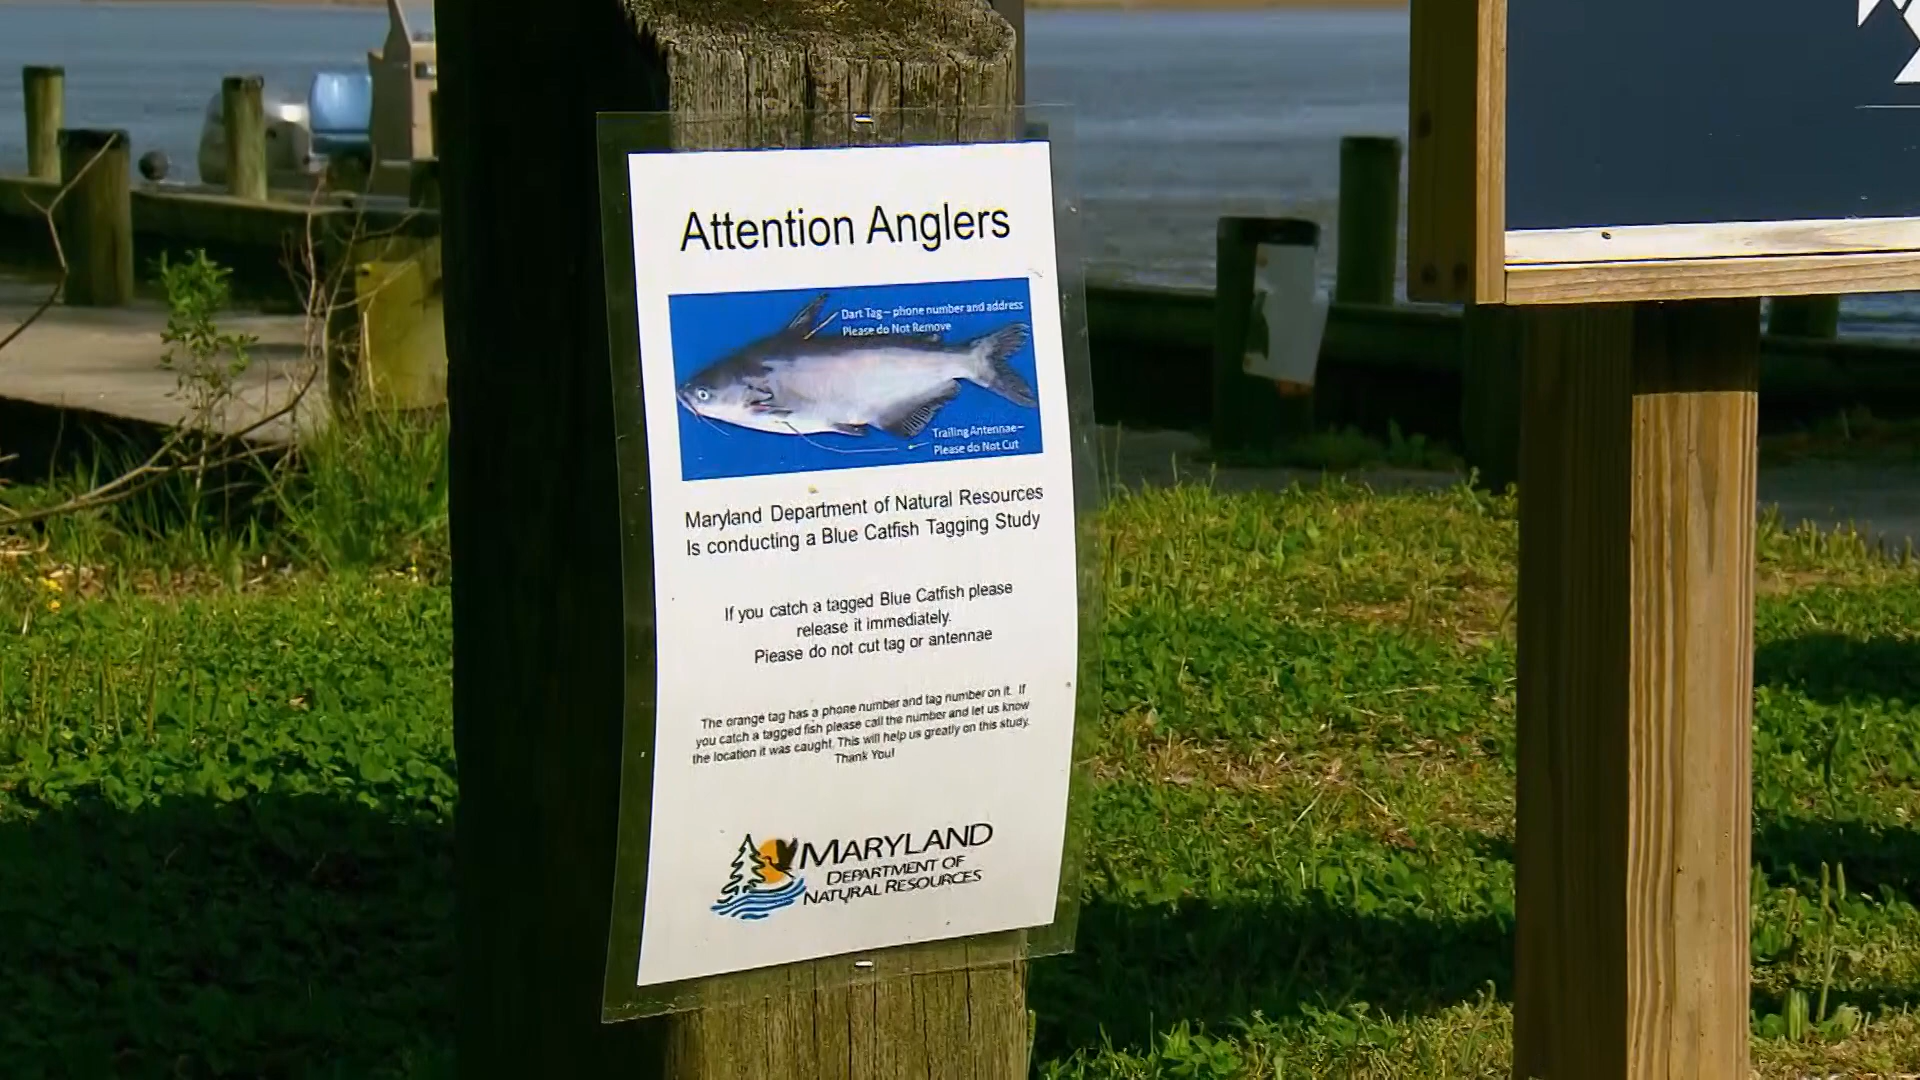 Attention Anglers
Dart Tag – phone number and address
Please do Not Remove
Trailing Antennae –
Please do Not Cut
Maryland Department of Natural Resources
Is conducting a Blue Catfish Tagging Study
If you catch a tagged Blue Catfish please
release it immediately.
Please do not cut tag or antennae
The orange tag has a phone number and tag number on it. If
you catch a tagged fish please call the number and let us know
the location it was caught. This will help us greatly on this study.
Thank You!
MARYLAND
DEPARTMENT OF
NATURAL RESOURCES